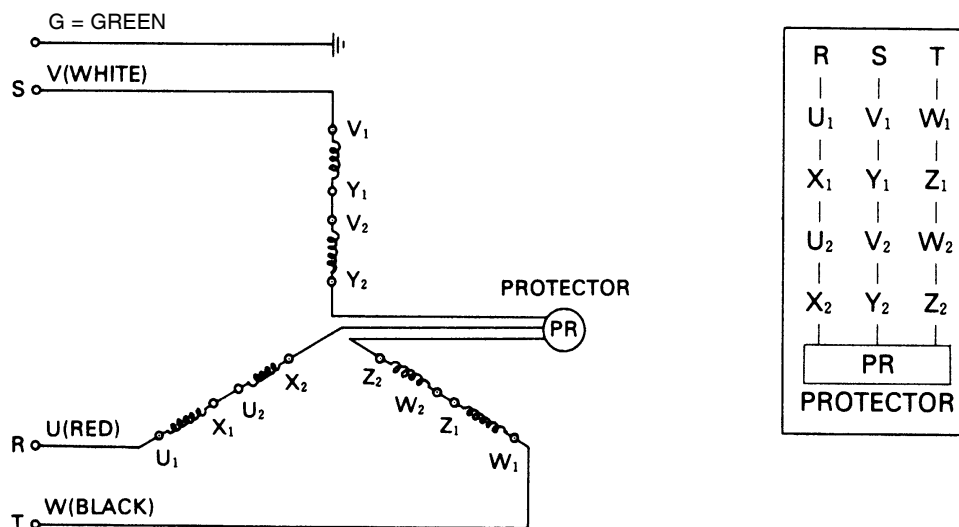 G = GREEN
S V(WHITE)
V₁
Y₁
V₂
Y₂
PROTECTOR
PR
X₂
Z₂
U₂
W₂
X₁
Z₁
R U(RED)
U₁
W₁
T W(BLACK)
R S T
U₁ V₁ W₁
X₁ Y₁ Z₁
U₂ V₂ W₂
X₂ Y₂ Z₂
PR
PROTECTOR